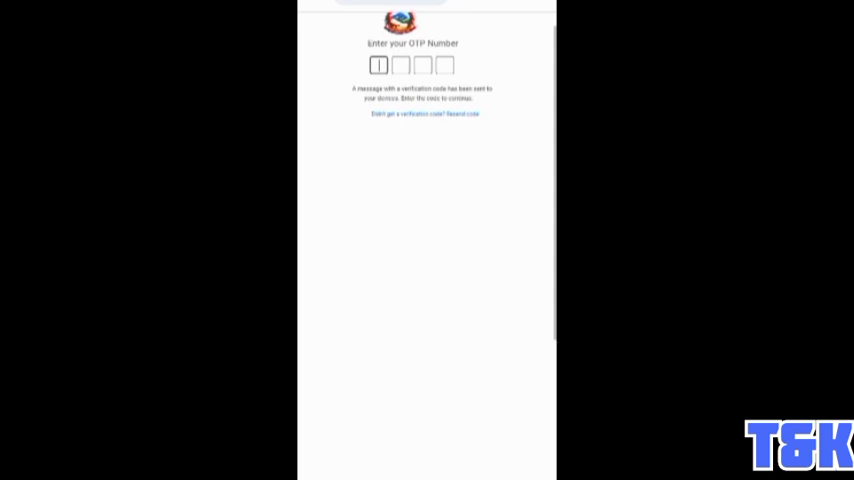 Enter your OTP Number
A message with a verification code has been sent to
your devices. Enter the code to continue.
Didn't get a verification code? Resend code
T&K